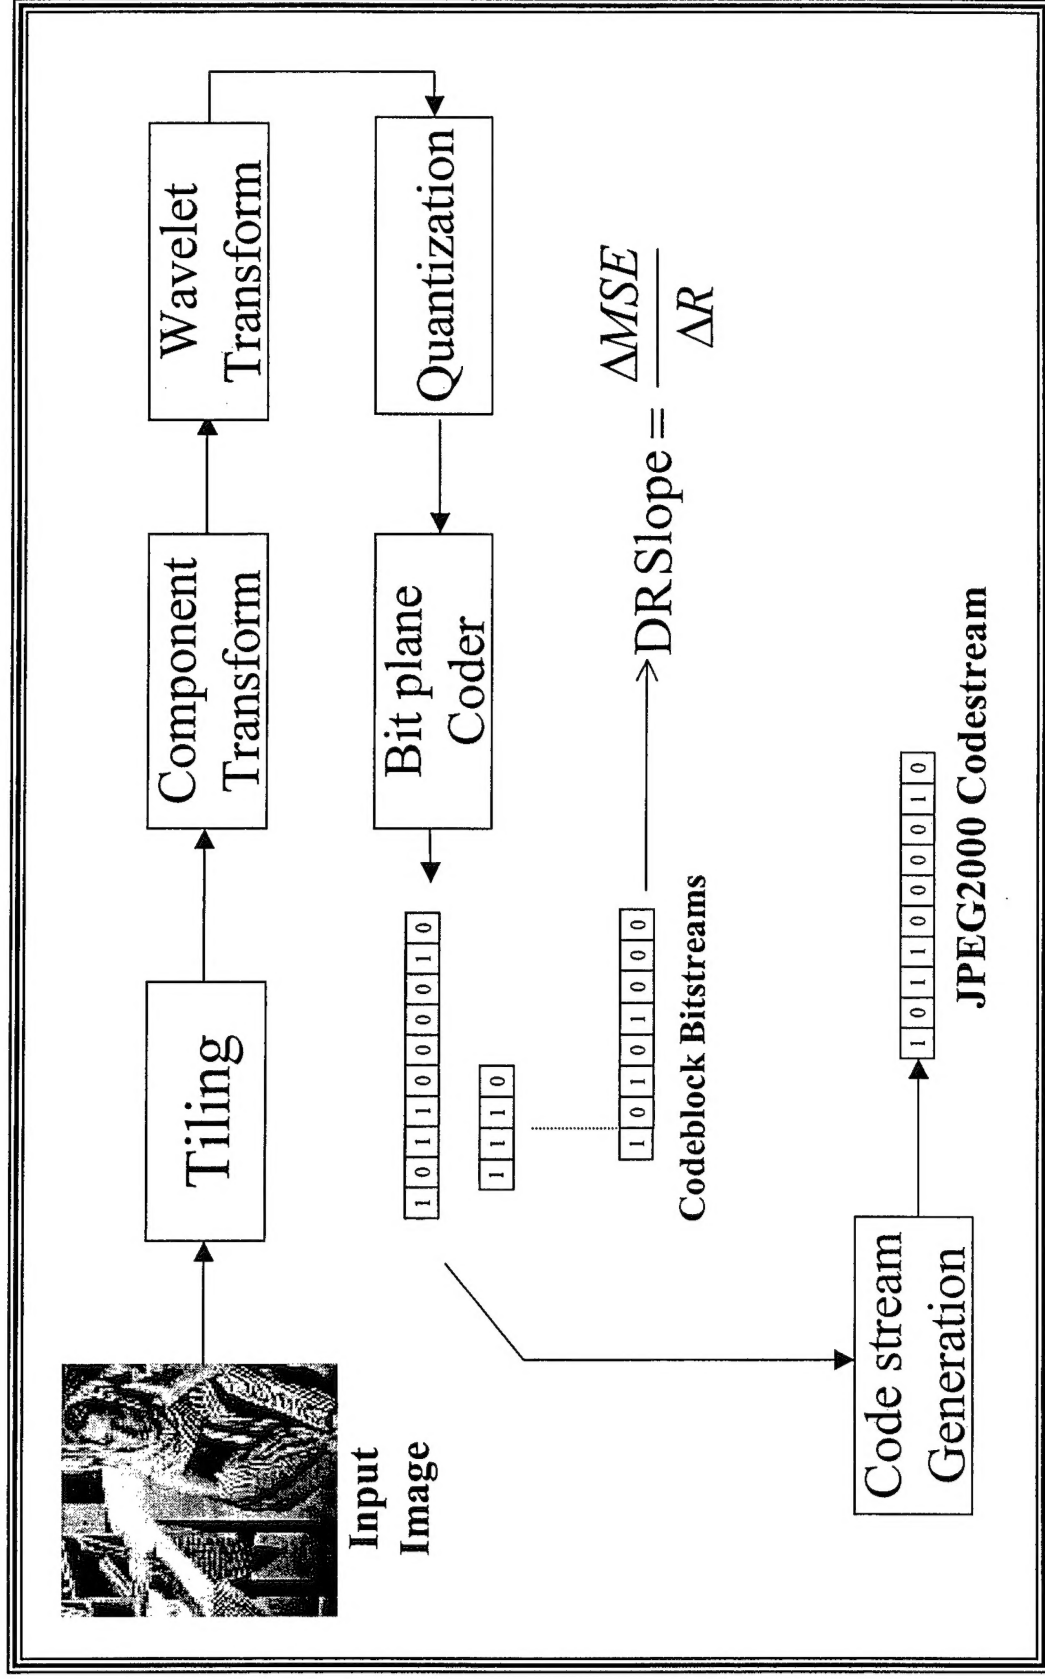 Input
Image
Tiling
Component
Transform
Wavelet
Transform
Quantization
Bit plane
Coder
1 0 1 1 0 0 0 0 1 0
1 1 1 0
1 0 1 0 1 0 0 0
Codeblock Bitstreams
DRSlope = ΔMSE / ΔR
Code stream
Generation
1 0 1 1 0 0 0 0 1 0
JPEG2000 Codestream